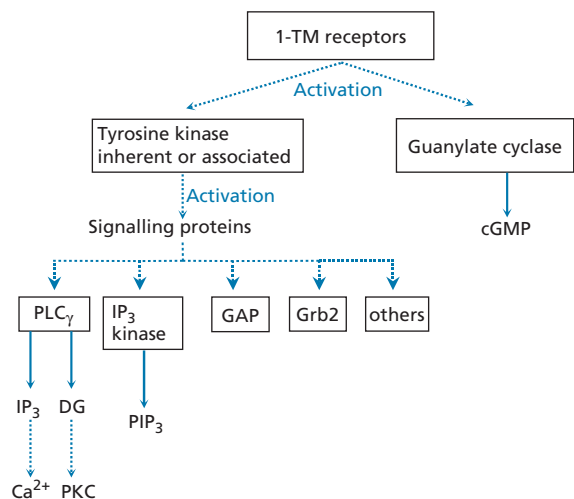 1-TM receptors
Activation
Tyrosine kinase
inherent or associated
Guanylate cyclase
Activation
Signalling proteins
cGMP
PLCγ
IP3
kinase
GAP
Grb2
others
IP3
DG
PIP3
Ca2+
PKC